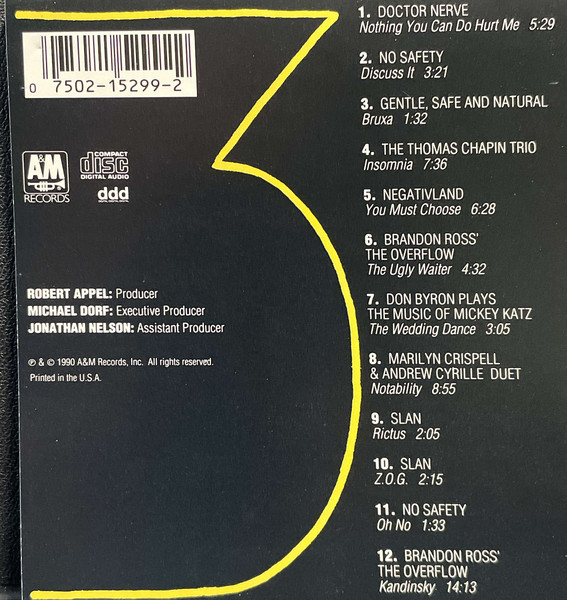 3
0 7502-15299-2
A&M
RECORDS
COMPACT
disc
DIGITAL AUDIO
ddd
ROBERT APPEL: Producer
MICHAEL DORF: Executive Producer
JONATHAN NELSON: Assistant Producer
℗ & © 1990 A&M Records, Inc. All rights reserved.
Printed in the U.S.A.
1. DOCTOR NERVE
Nothing You Can Do Hurt Me 5:29
2. NO SAFETY
Discuss It 3:21
3. GENTLE, SAFE AND NATURAL
Bruxa 1:32
4. THE THOMAS CHAPIN TRIO
Insomnia 7:36
5. NEGATIVLAND
You Must Choose 6:28
6. BRANDON ROSS'
THE OVERFLOW
The Ugly Waiter 4:32
7. DON BYRON PLAYS
THE MUSIC OF MICKEY KATZ
The Wedding Dance 3:05
8. MARILYN CRISPELL
& ANDREW CYRILLE DUET
Notability 8:55
9. SLAN
Rictus 2:05
10. SLAN
Z.O.G. 2:15
11. NO SAFETY
Oh No 1:33
12. BRANDON ROSS'
THE OVERFLOW
Kandinsky 14:13